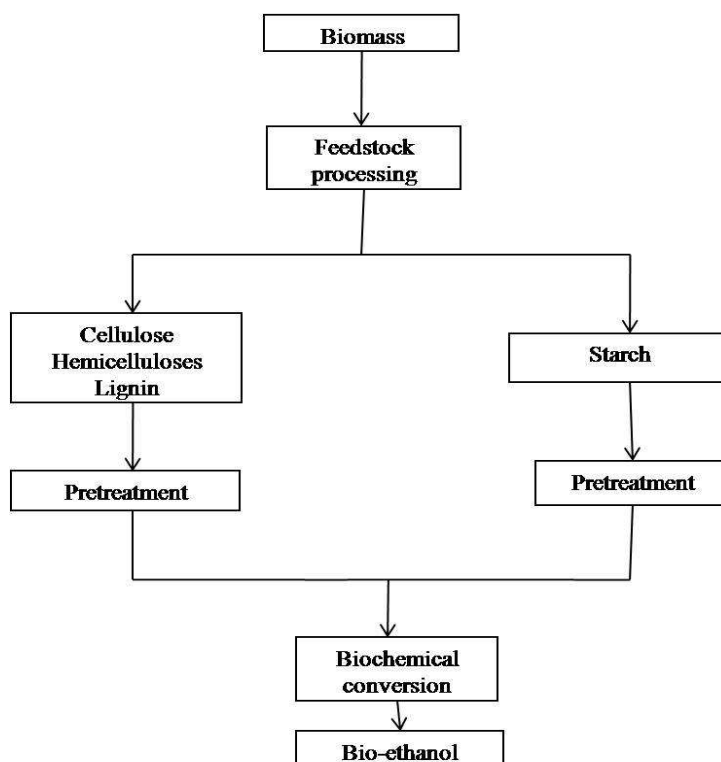 Biomass
Feedstock
processing
Cellulose
Hemicelluloses
Lignin
Starch
Pretreatment
Pretreatment
Biochemical
conversion
Bio-ethanol